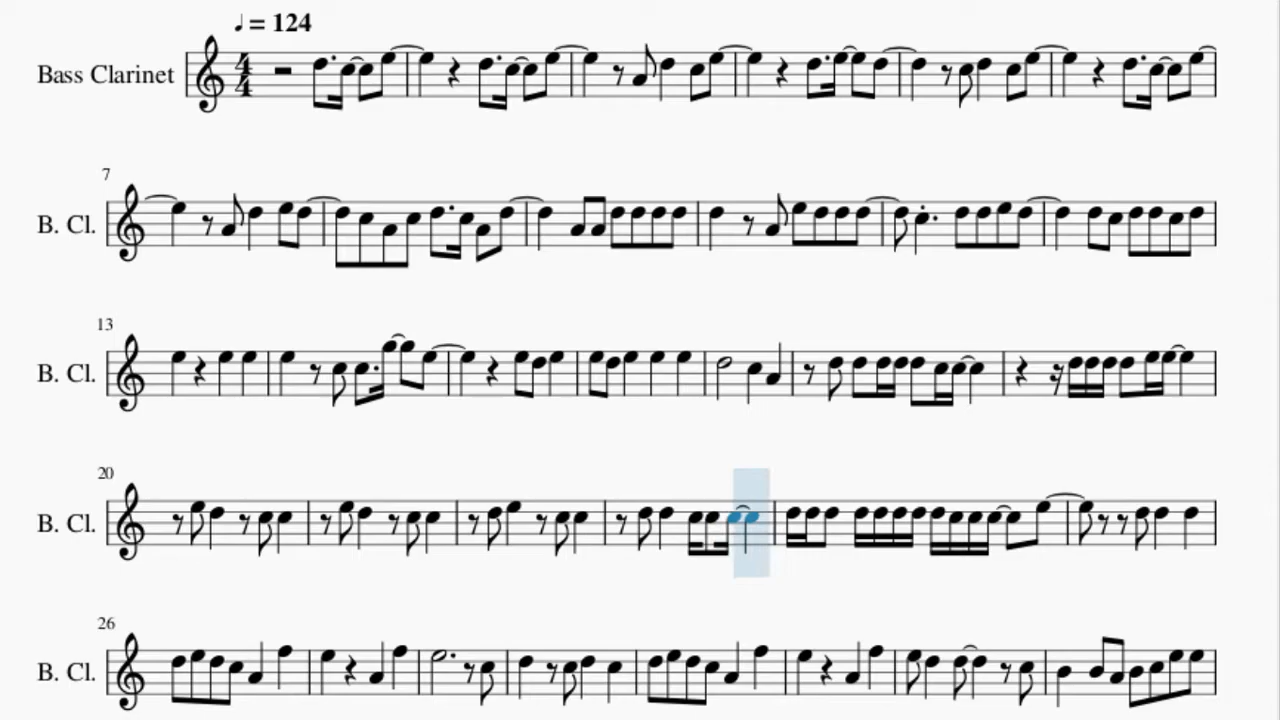 ♩ = 124
Bass Clarinet
4
4
7
B. Cl.
13
B. Cl.
20
B. Cl.
26
B. Cl.